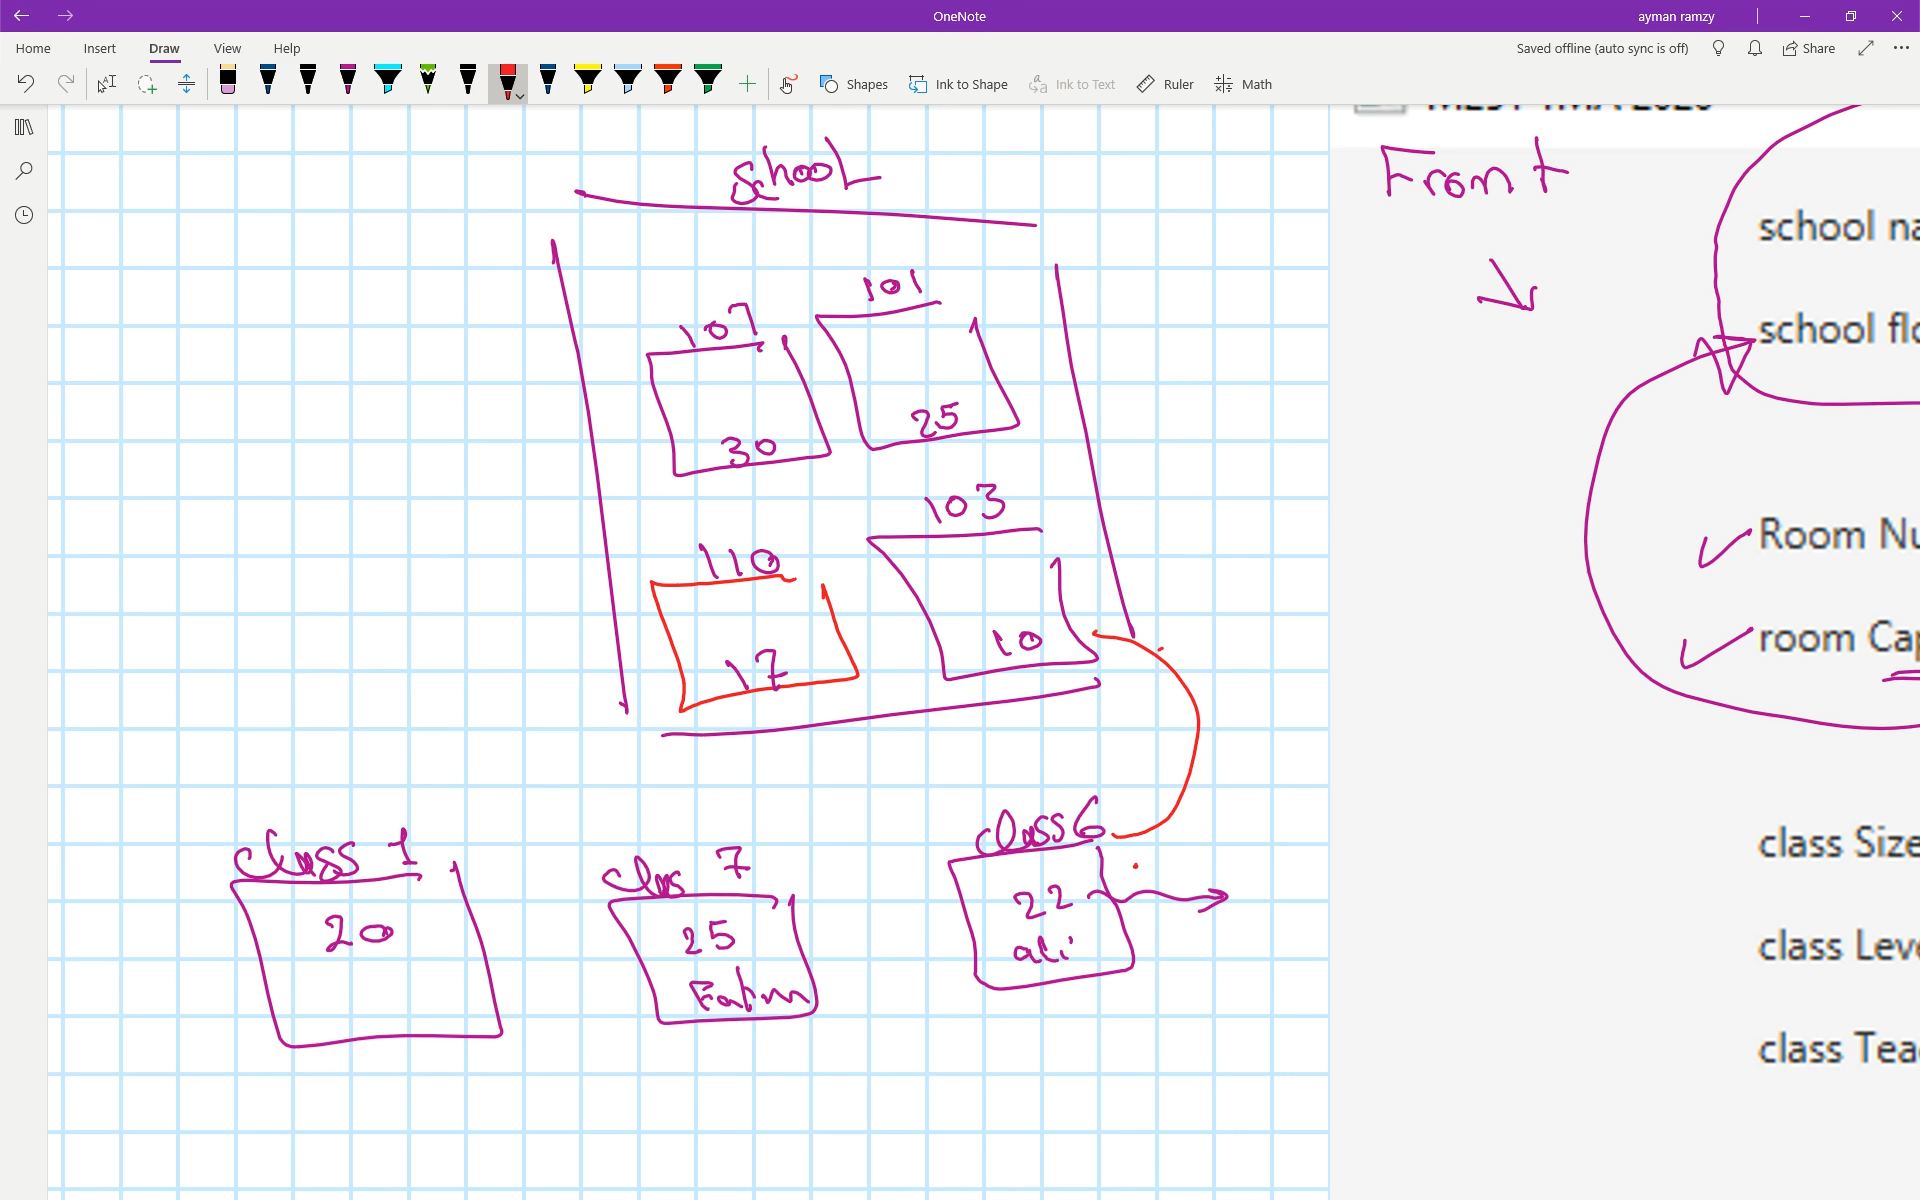 OneNote
ayman ramzy
Home Insert Draw View Help
Saved offline (auto sync is off)
Share
Shapes
Ink to Shape
Ink to Text
Ruler
Math
School
107
30
101
25
110
17
103
10
class 1
20
class 7
25
class 6
22
ali
Front
school na
school flo
Room Nu
room Cap
class Size
class Leve
class Tea